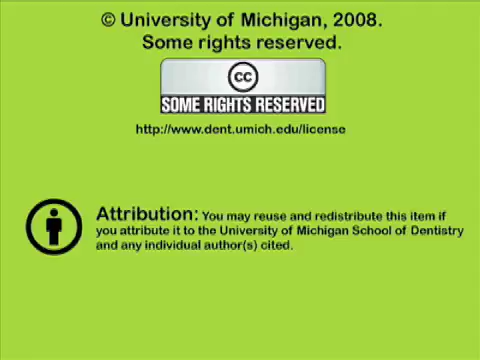 © University of Michigan, 2008.
Some rights reserved.
cc
SOME RIGHTS RESERVED
http://www.dent.umich.edu/license
Attribution: You may reuse and redistribute this item if
you attribute it to the University of Michigan School of Dentistry
and any individual author(s) cited.